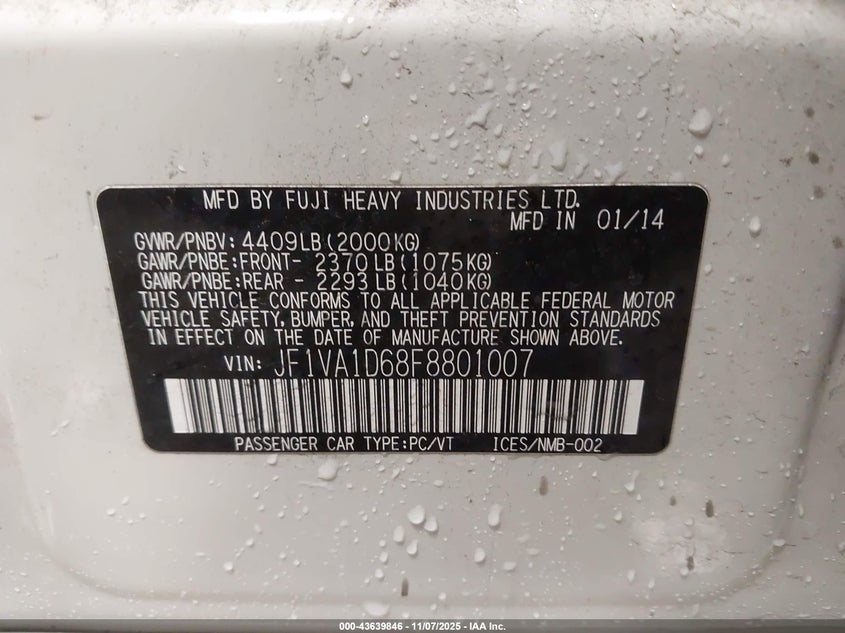 MFD BY FUJI HEAVY INDUSTRIES LTD.
MFD IN 01/14
GVWR/PNBV: 4409LB(2000KG)
GAWR/PNBE:FRONT- 2370LB(1075KG)
GAWR/PNBE:REAR - 2293LB(1040KG)
THIS VEHICLE CONFORMS TO ALL APPLICABLE FEDERAL MOTOR
VEHICLE SAFETY, BUMPER, AND THEFT PREVENTION STANDARDS
IN EFFECT ON THE DATE OF MANUFACTURE SHOWN ABOVE.
VIN: JF1VA1D68F8801007
PASSENGER CAR TYPE:PC/VT ICES/NMB-002
000-43639846 - 11/07/2025 - IAA Inc.